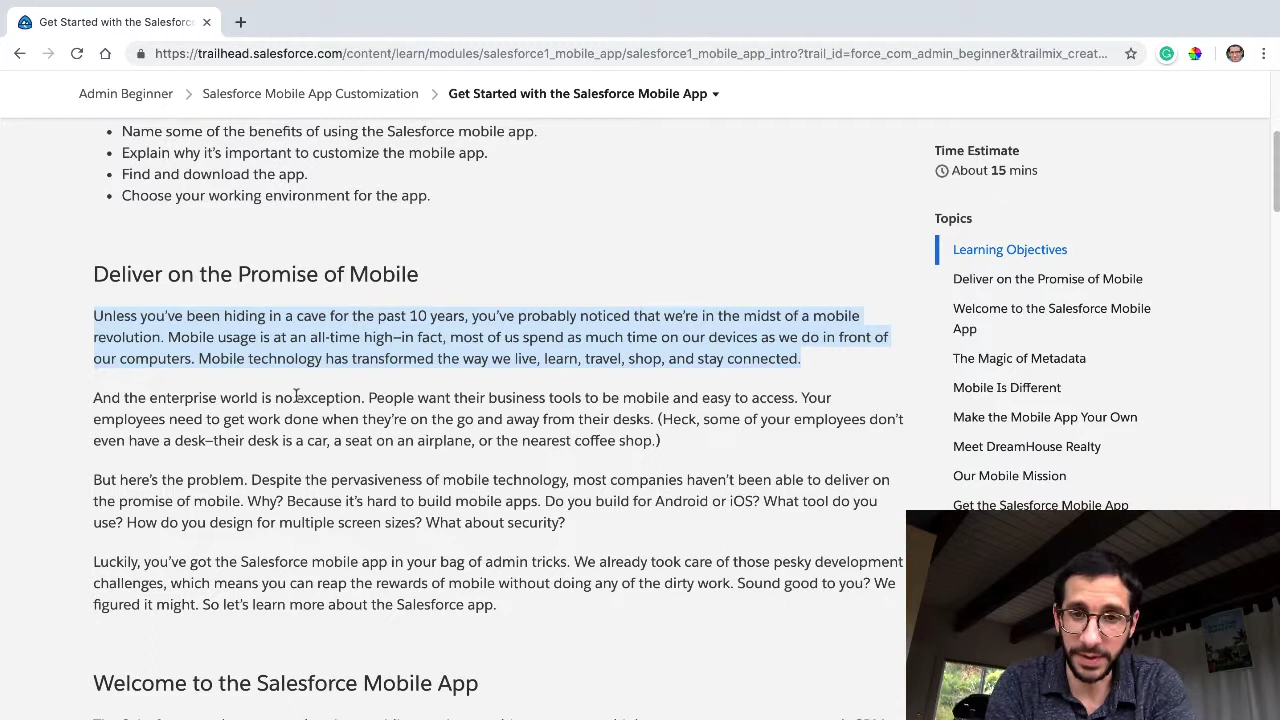 Get Started with the Salesforc
https://trailhead.salesforce.com/content/learn/modules/salesforce1_mobile_app/salesforce1_mobile_app_intro?trail_id=force_com_admin_beginner&trailmix_creat...
Admin Beginner
Salesforce Mobile App Customization
Get Started with the Salesforce Mobile App
• Name some of the benefits of using the Salesforce mobile app.
• Explain why it's important to customize the mobile app.
• Find and download the app.
• Choose your working environment for the app.
Deliver on the Promise of Mobile
Unless you've been hiding in a cave for the past 10 years, you've probably noticed that we're in the midst of a mobile
revolution. Mobile usage is at an all-time high—in fact, most of us spend as much time on our devices as we do in front of
our computers. Mobile technology has transformed the way we live, learn, travel, shop, and stay connected.
And the enterprise world is no exception. People want their business tools to be mobile and easy to access. Your
employees need to get work done when they're on the go and away from their desks. (Heck, some of your employees don't
even have a desk—their desk is a car, a seat on an airplane, or the nearest coffee shop.)
But here's the problem. Despite the pervasiveness of mobile technology, most companies haven't been able to deliver on
the promise of mobile. Why? Because it's hard to build mobile apps. Do you build for Android or iOS? What tool do you
use? How do you design for multiple screen sizes? What about security?
Luckily, you've got the Salesforce mobile app in your bag of admin tricks. We already took care of those pesky development
challenges, which means you can reap the rewards of mobile without doing any of the dirty work. Sound good to you? We
figured it might. So let's learn more about the Salesforce app.
Welcome to the Salesforce Mobile App
Time Estimate
About 15 mins
Topics
Learning Objectives
Deliver on the Promise of Mobile
Welcome to the Salesforce Mobile
App
The Magic of Metadata
Mobile Is Different
Make the Mobile App Your Own
Meet DreamHouse Realty
Our Mobile Mission
Get the Salesforce Mobile App